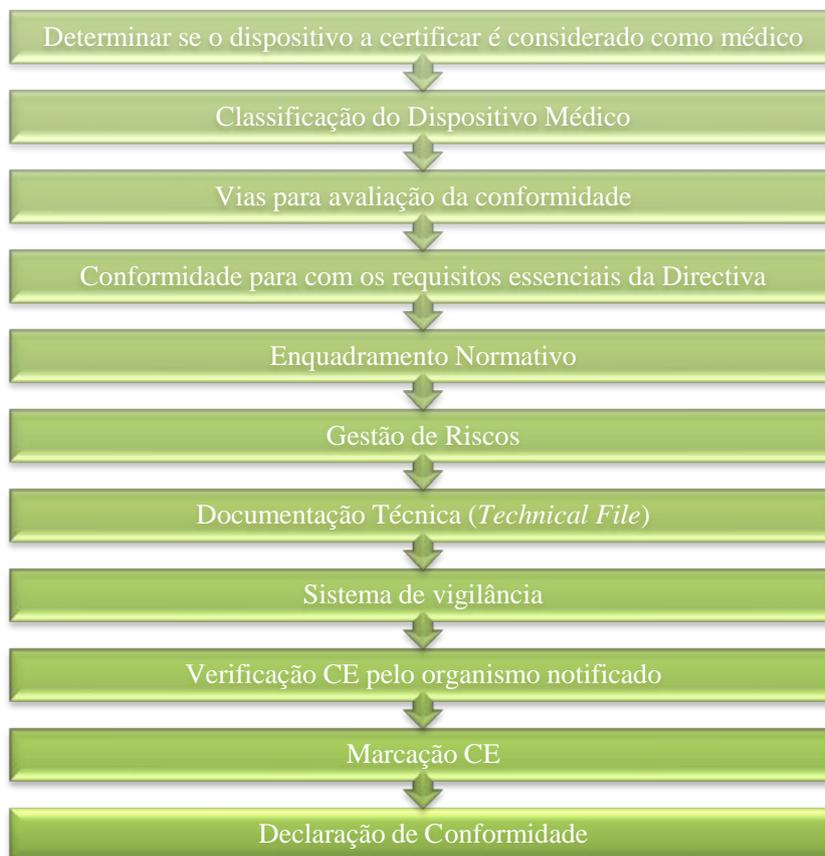 Determinar se o dispositivo a certificar é considerado como médico
Classificação do Dispositivo Médico
Vias para avaliação da conformidade
Conformidade para com os requisitos essenciais da Directiva
Enquadramento Normativo
Gestão de Riscos
Documentação Técnica (Technical File)
Sistema de vigilância
Verificação CE pelo organismo notificado
Marcação CE
Declaração de Conformidade